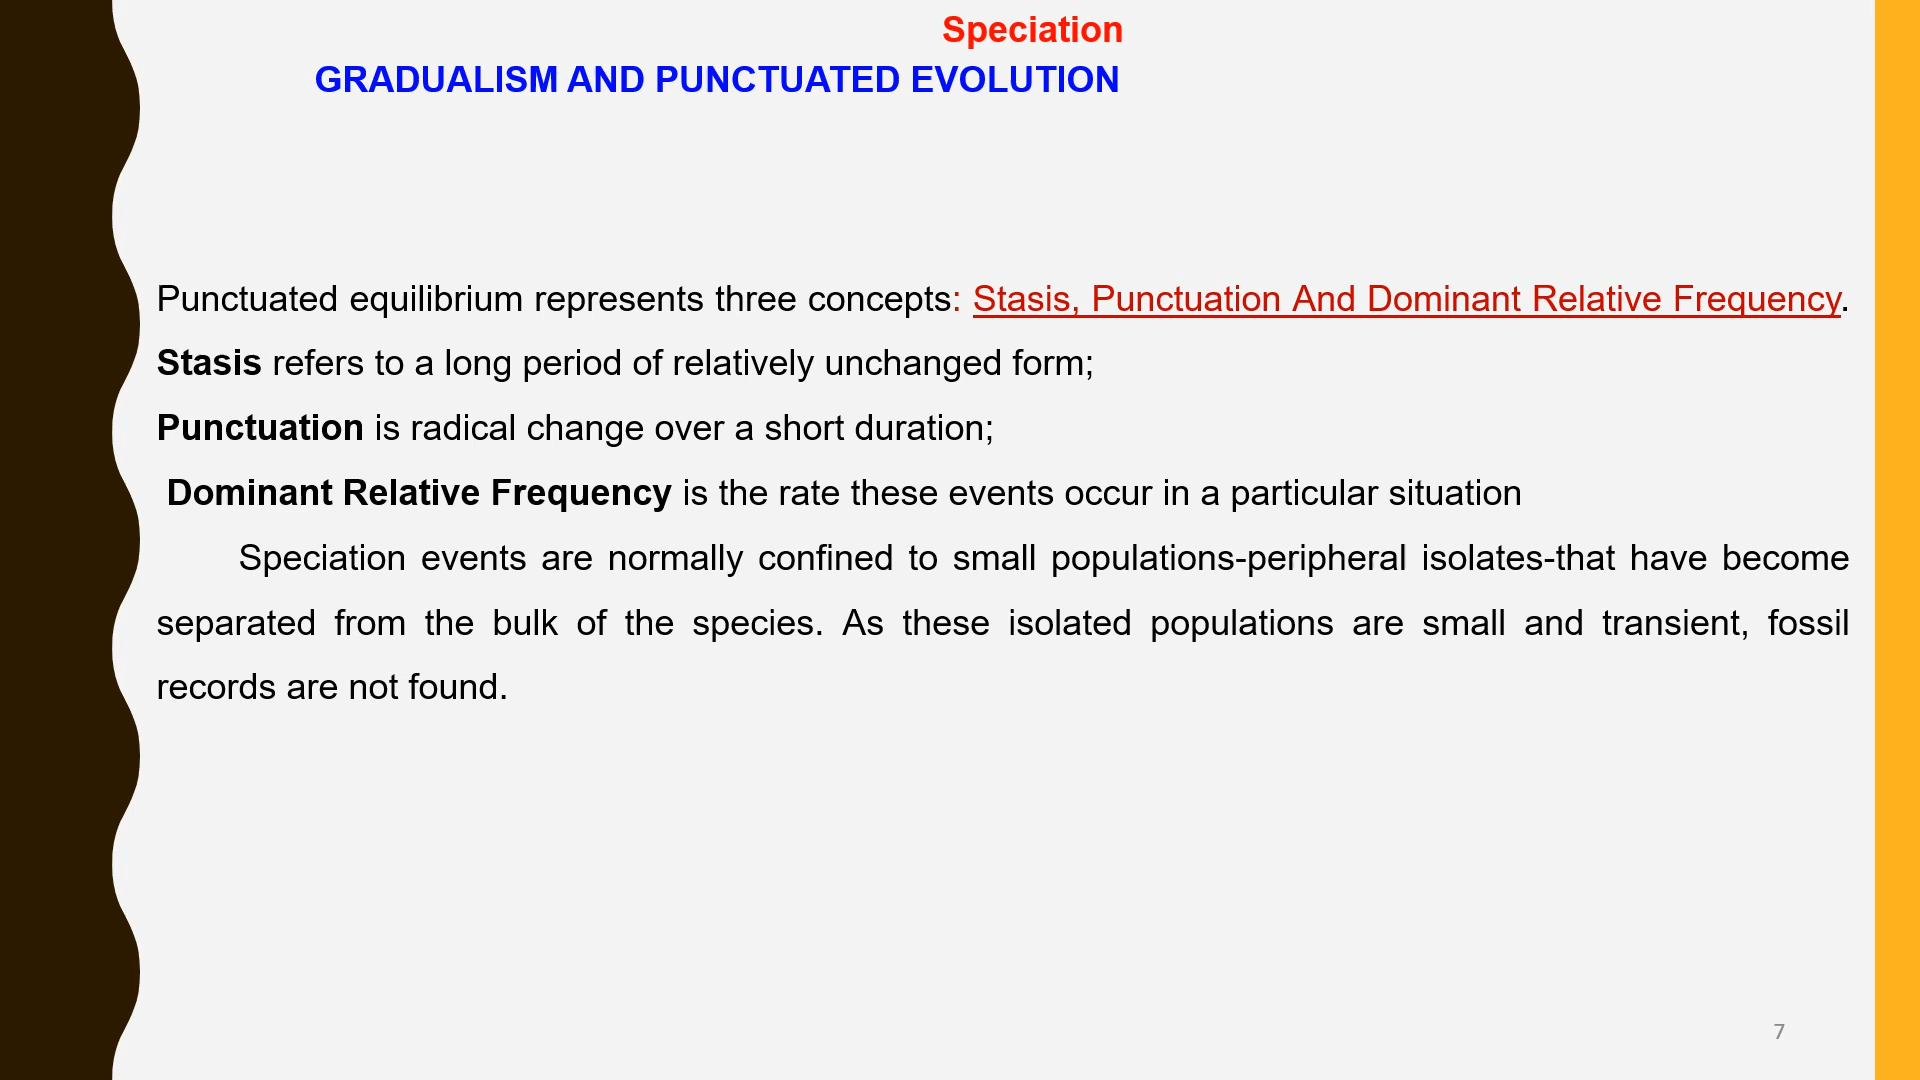 Speciation
GRADUALISM AND PUNCTUATED EVOLUTION
Punctuated equilibrium represents three concepts: Stasis, Punctuation And Dominant Relative Frequency.
Stasis refers to a long period of relatively unchanged form;
Punctuation is radical change over a short duration;
Dominant Relative Frequency is the rate these events occur in a particular situation
Speciation events are normally confined to small populations-peripheral isolates-that have become
separated from the bulk of the species. As these isolated populations are small and transient, fossil
records are not found.
7